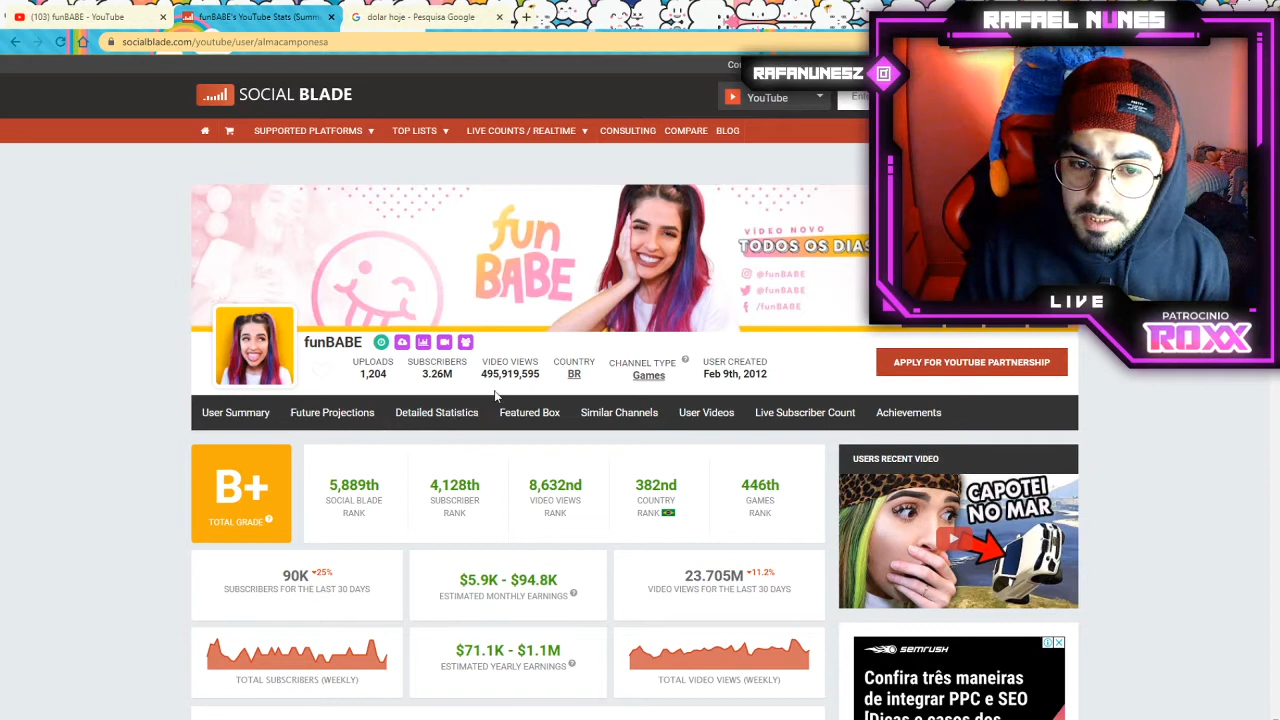 (103) funBABE - YouTube
funBABE's YouTube Stats (Summ
dolar hoje - Pesquisa Google
socialblade.com/youtube/user/almacamponesa
RAFAEL NUNES
RAFANUNESZ
LIVE
PATROCINIO
ROXX
SOCIAL BLADE
YouTube
SUPPORTED PLATFORMS
TOP LISTS
LIVE COUNTS / REALTIME
CONSULTING
COMPARE
BLOG
fun
BABE
VÍDEO NOVO
TODOS OS DIAS
@funBABE
@funBABE
/funBABE
funBABE
UPLOADS
1,204
SUBSCRIBERS
3.26M
VIDEO VIEWS
495,919,595
COUNTRY
BR
CHANNEL TYPE
Games
USER CREATED
Feb 9th, 2012
APPLY FOR YOUTUBE PARTNERSHIP
User Summary
Future Projections
Detailed Statistics
Featured Box
Similar Channels
User Videos
Live Subscriber Count
Achievements
B+
TOTAL GRADE
5,889th
SOCIAL BLADE
RANK
4,128th
SUBSCRIBER
RANK
8,632nd
VIDEO VIEWS
RANK
382nd
COUNTRY
RANK
446th
GAMES
RANK
USERS RECENT VIDEO
CAPOTEI
NO MAR
90K 25%
SUBSCRIBERS FOR THE LAST 30 DAYS
$5.9K - $94.8K
ESTIMATED MONTHLY EARNINGS
23.705M 11.2%
VIDEO VIEWS FOR THE LAST 30 DAYS
TOTAL SUBSCRIBERS (WEEKLY)
$71.1K - $1.1M
ESTIMATED YEARLY EARNINGS
TOTAL VIDEO VIEWS (WEEKLY)
SEMRUSH
Confira três maneiras
de integrar PPC e SEO